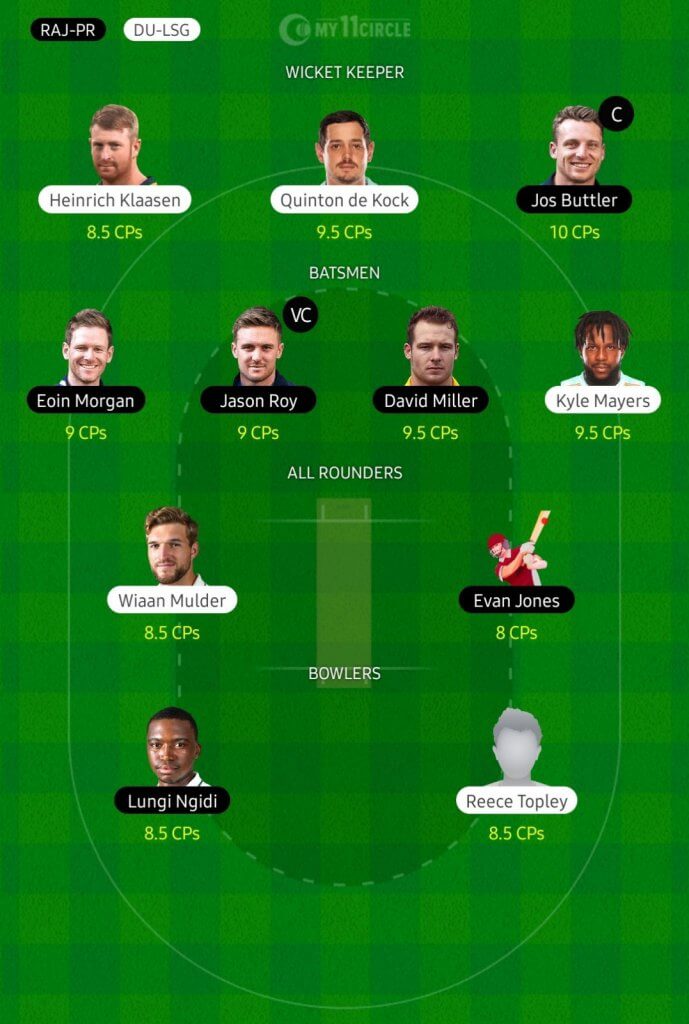 RAJ-PR DU-LSG MY11CIRCLE
WICKET KEEPER
C
Heinrich Klaasen Quinton de Kock Jos Buttler
8.5 CPs 9.5 CPs 10 CPs
BATSMEN
VC
Eoin Morgan Jason Roy David Miller Kyle Mayers
9 CPs 9 CPs 9.5 CPs 9.5 CPs
ALL ROUNDERS
Wiaan Mulder Evan Jones
8.5 CPs 8 CPs
BOWLERS
Lungi Ngidi Reece Topley
8.5 CPs 8.5 CPs